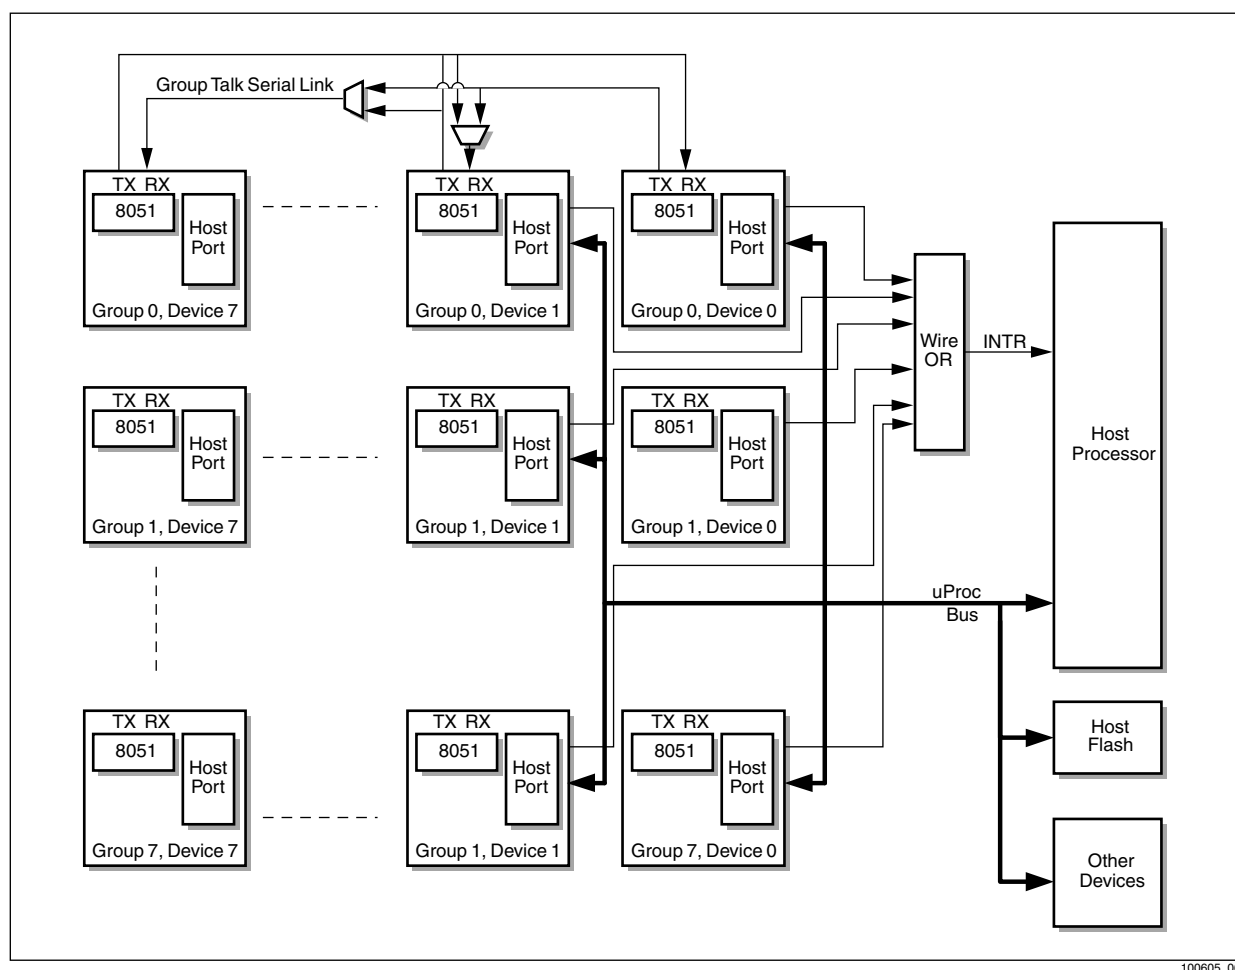 Group Talk Serial Link
TX RX
8051
Host
Port
Group 0, Device 7
TX RX
8051
Host
Port
Group 0, Device 1
TX RX
8051
Host
Port
Group 0, Device 0
Wire
OR
INTR
Host
Processor
TX RX
8051
Host
Port
Group 1, Device 7
TX RX
8051
Host
Port
Group 1, Device 1
TX RX
8051
Host
Port
Group 1, Device 0
uProc
Bus
TX RX
8051
Host
Port
Group 7, Device 7
TX RX
8051
Host
Port
Group 1, Device 1
TX RX
8051
Host
Port
Group 7, Device 0
Host
Flash
Other
Devices